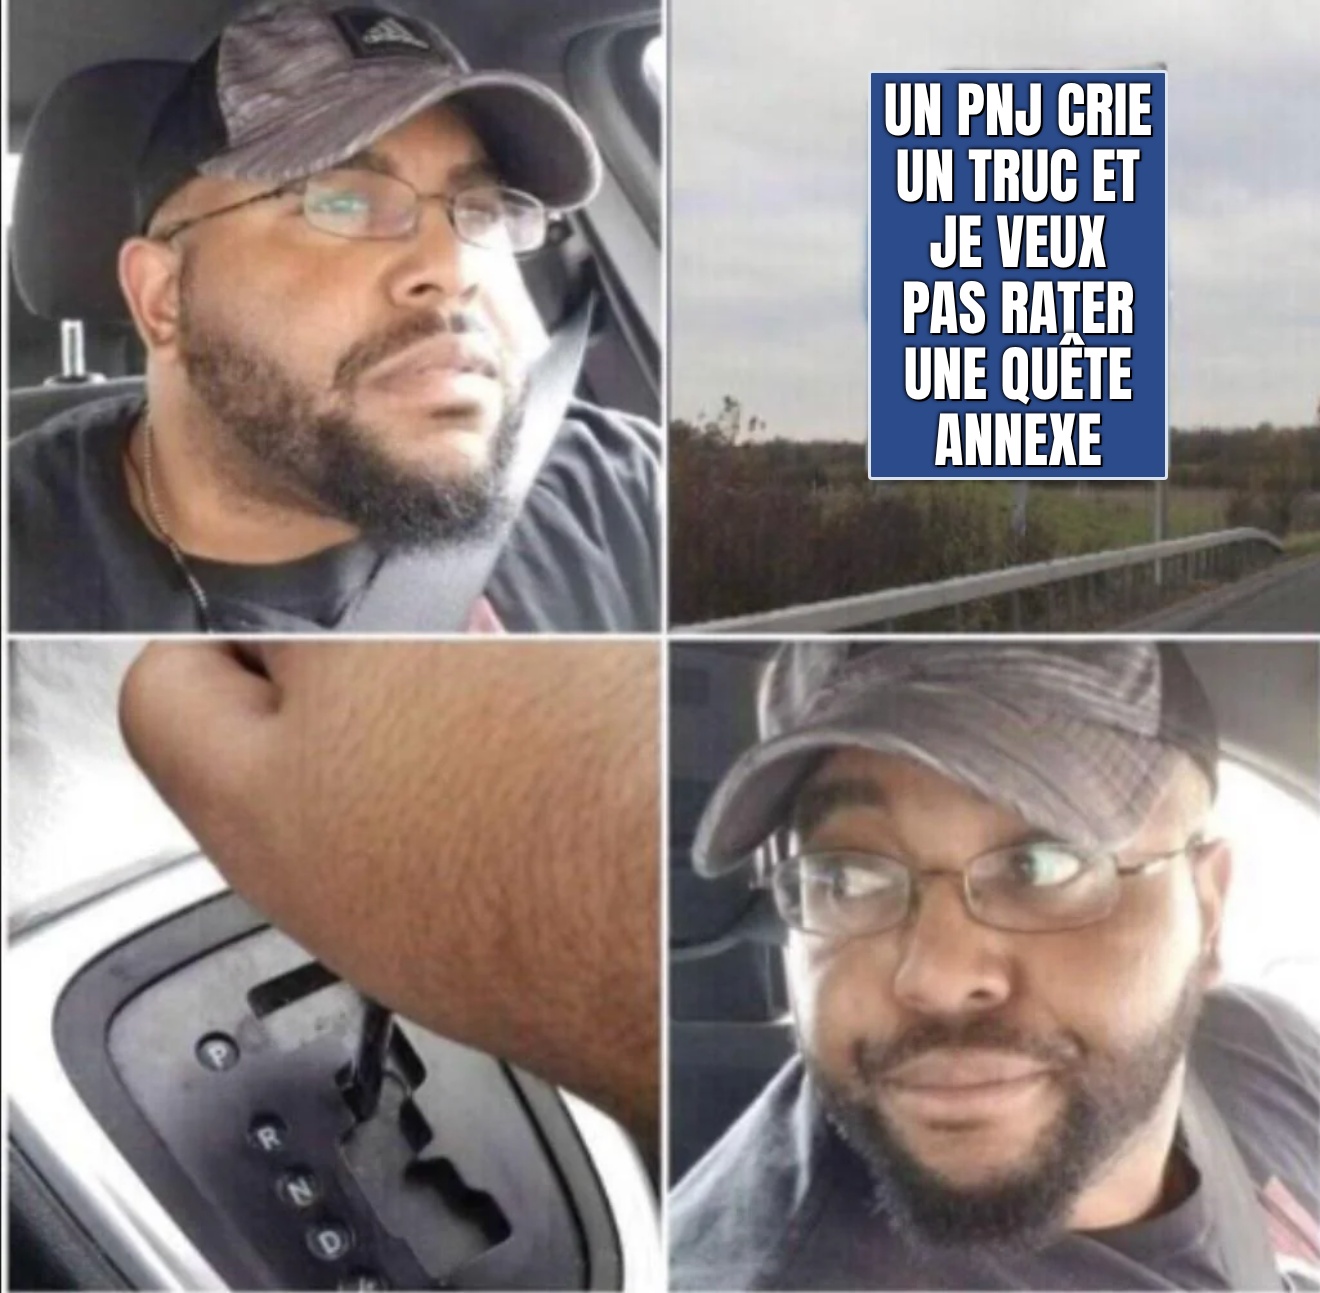 UN PNJ CRIE
UN TRUC ET
JE VEUX
PAS RATER
UNE QUÊTE
ANNEXE
P
R
N
D